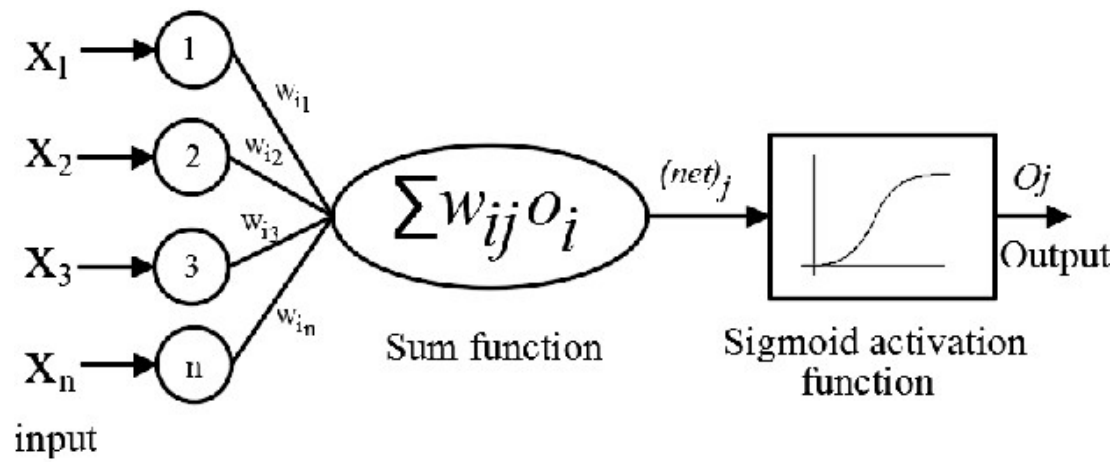 X1
1
wi1
X2
2
wi2
X3
3
wi3
Xn
n
win
input
∑wijoi
Sum function
(net)j
Sigmoid activation
function
Oj
Output